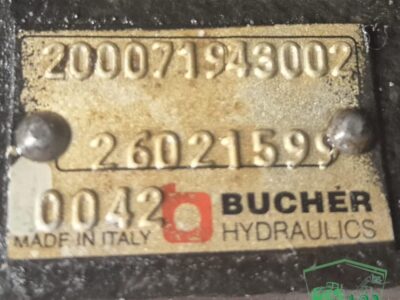 200071943002
26021599
0042 BUCHER
MADE IN ITALY HYDRAULICS